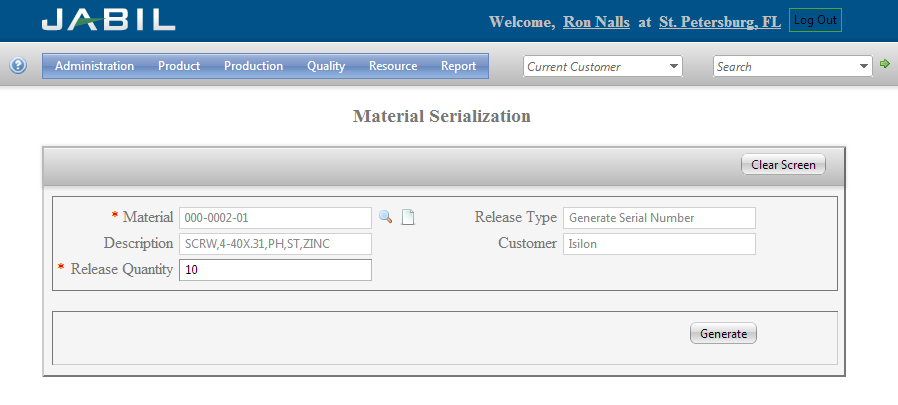 JABIL
Welcome, Ron Nalls at St. Petersburg, FL Log Out
? Administration Product Production Quality Resource Report Current Customer Search
Material Serialization
Clear Screen
* Material 000-0002-01 Release Type Generate Serial Number
Description SCRW,4-40X.31,PH,ST,ZINC Customer Isilon
* Release Quantity 10
Generate